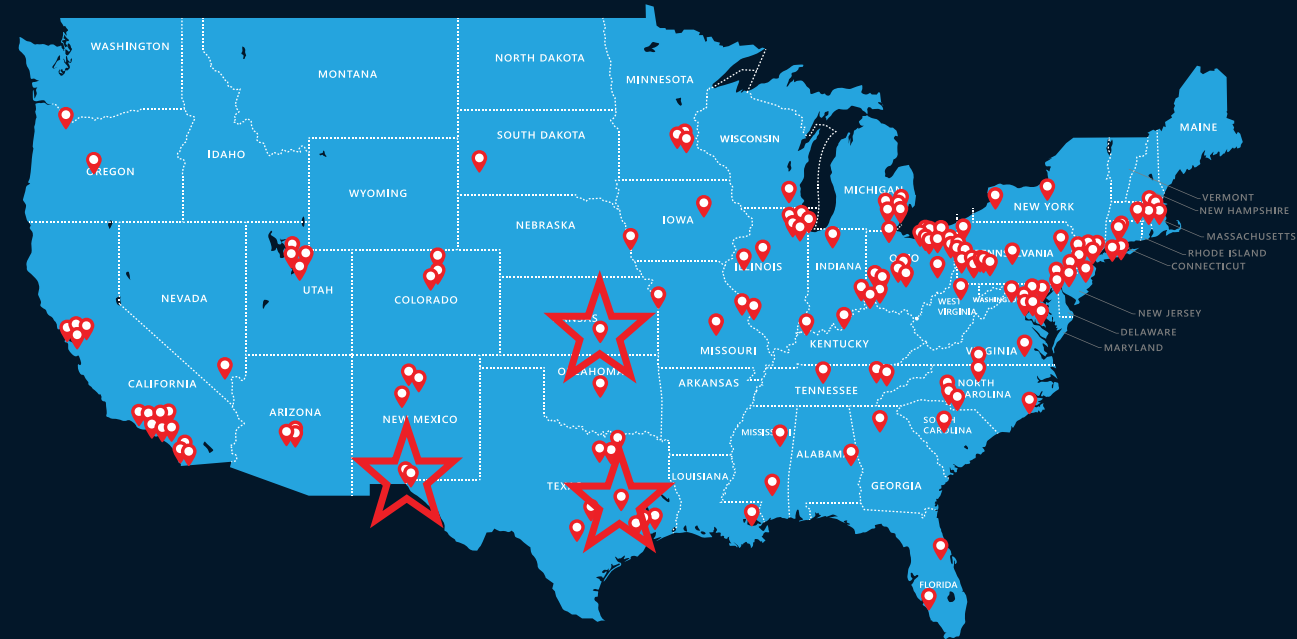 WASHINGTON
MONTANA
NORTH DAKOTA
MINNESOTA
MAINE
SOUTH DAKOTA
WISCONSIN
IDAHO
OREGON
WYOMING
MICHIGAN
VERMONT
NEW YORK
NEW HAMPSHIRE
IOWA
NEBRASKA
MASSACHUSETTS
RHODE ISLAND
CONNECTICUT
ILLINOIS
INDIANA
OHIO
UTAH
NEVADA
COLORADO
WEST
VIRGINIA
NEW JERSEY
DELAWARE
MARYLAND
KENTUCKY
MISSOURI
VIRGINIA
KANSAS
OKLAHOMA
CALIFORNIA
ARKANSAS
TENNESSEE
NORTH
CAROLINA
ARIZONA
NEW MEXICO
SOUTH
CAROLINA
MISSISSIPPI
ALABAMA
LOUISIANA
TEXAS
GEORGIA
FLORIDA